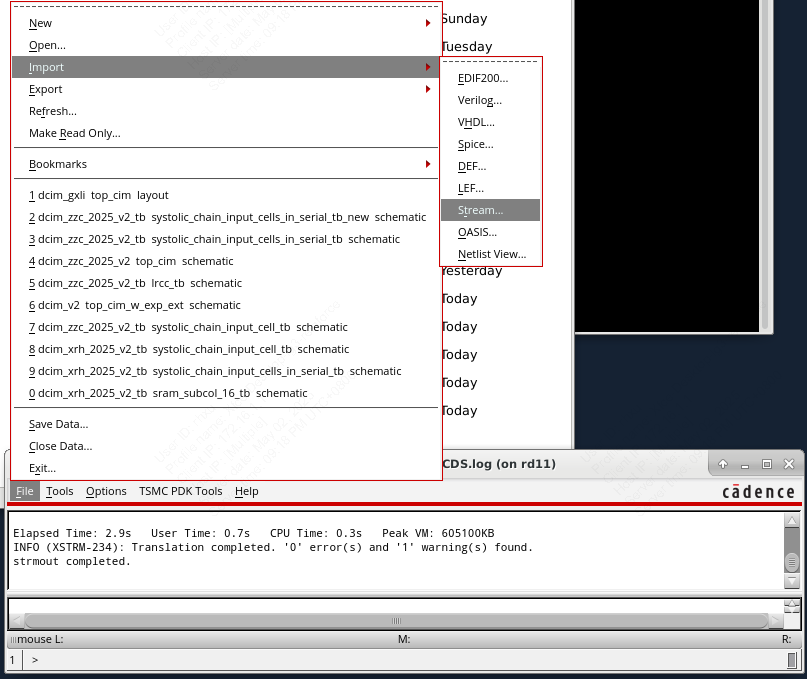 Sunday
Tuesday
New
Open...
Import
Export
Refresh...
Make Read Only...
Bookmarks
1 dcim_gxli top_cim layout
2 dcim_zzc_2025_v2_tb systolic_chain_input_cells_in_serial_tb_new schematic
3 dcim_zzc_2025_v2_tb systolic_chain_input_cells_in_serial_tb schematic
4 dcim_zzc_2025_v2 top_cim schematic
5 dcim_zzc_2025_v2_tb lrcc_tb schematic
6 dcim_v2 top_cim_w_exp_ext schematic
7 dcim_zzc_2025_v2_tb systolic_chain_input_cell_tb schematic
8 dcim_xrh_2025_v2_tb systolic_chain_input_cell_tb schematic
9 dcim_xrh_2025_v2_tb systolic_chain_input_cells_in_serial_tb schematic
0 dcim_xrh_2025_v2_tb sram_subcol_16_tb schematic
Save Data...
Close Data...
Exit...
EDIF200...
Verilog...
VHDL...
Spice...
DEF...
LEF...
Stream...
OASIS...
Netlist View...
Yesterday
Today
Today
Today
Today
Today
CDS.log (on rd11)
File Tools Options TSMC PDK Tools Help
cādence
Elapsed Time: 2.9s User Time: 0.7s CPU Time: 0.3s Peak VM: 605100KB
INFO (XSTRM-234): Translation completed. '0' error(s) and '1' warning(s) found.
strmout completed.
mouse L: M: R:
1 >